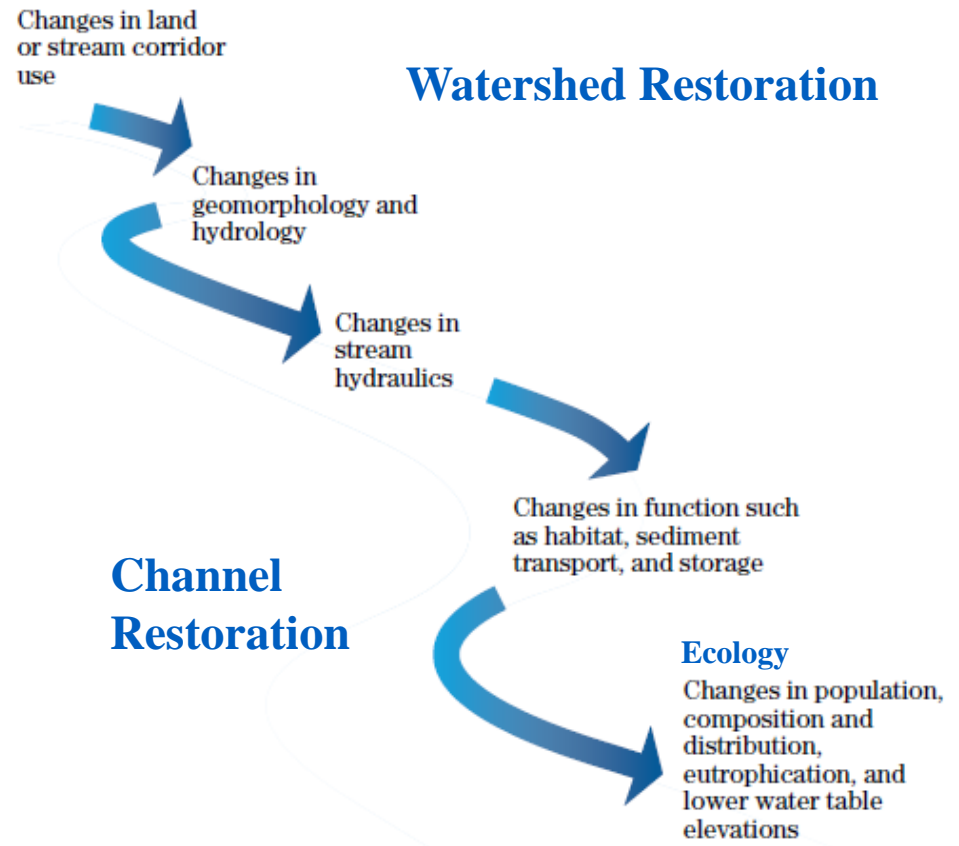 Changes in land
or stream corridor
use
Watershed Restoration
Changes in
geomorphology and
hydrology
Changes in
stream
hydraulics
Changes in function such
as habitat, sediment
transport, and storage
Channel
Restoration
Ecology
Changes in population,
composition and
distribution,
eutrophication, and
lower water table
elevations